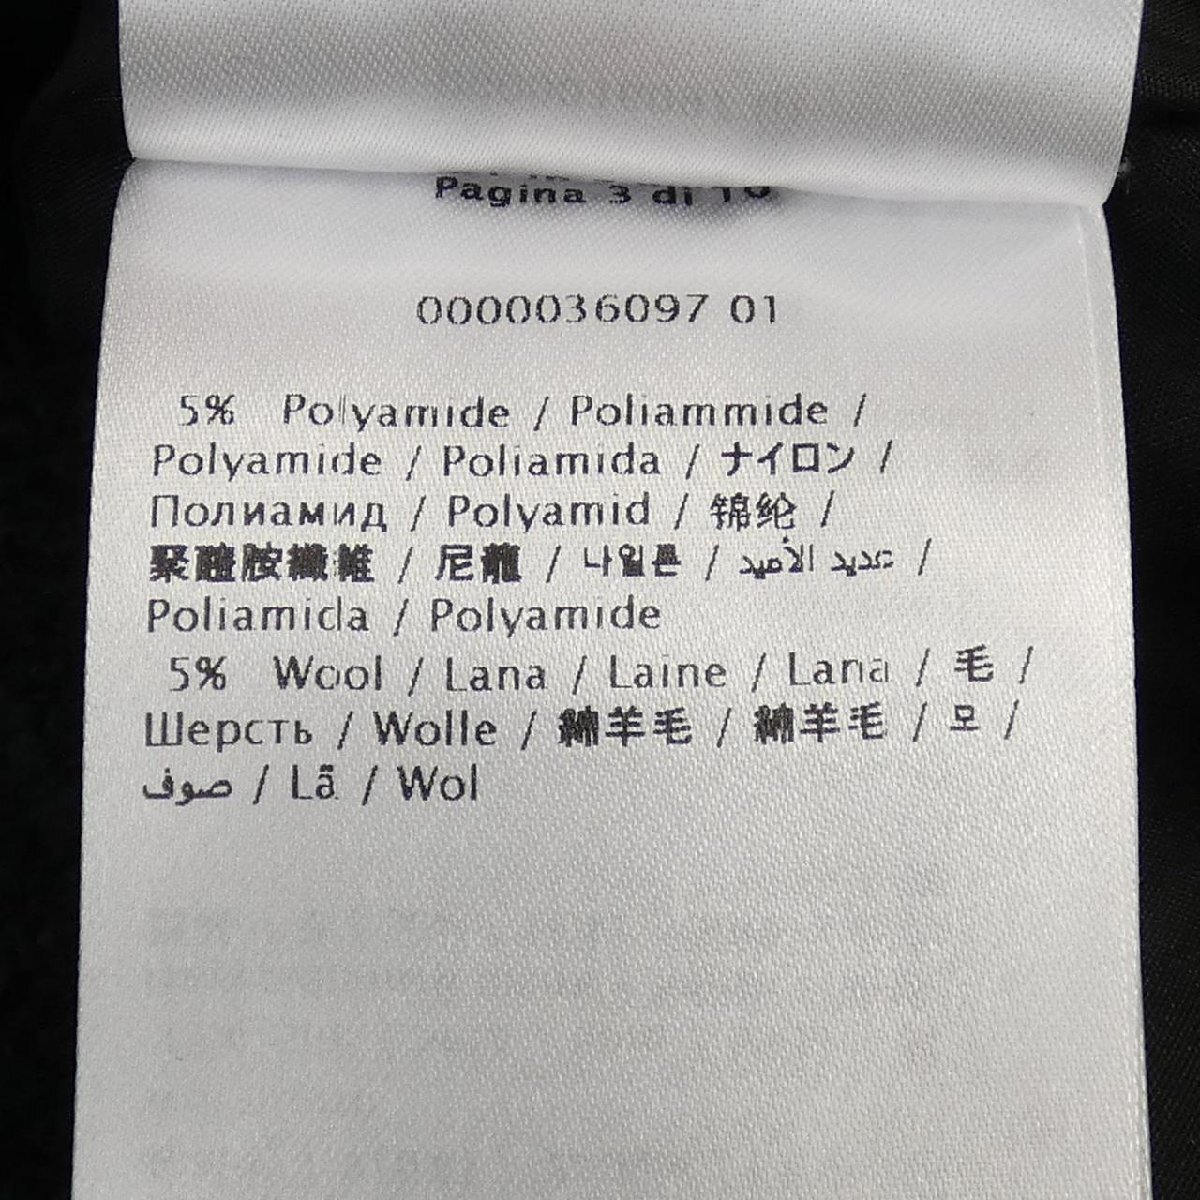 Pagina 3 di 10
0000036097 01
5% Polyamide / Poliammide /
Polyamide / Poliamida / ナイロン /
Полиамид / Polyamid / 锦纶 /
聚醯胺纖維 / 尼龍 / 나일론 / عديد الأميد /
Poliamida / Polyamide
5% Wool / Lana / Laine / Lana / 毛 /
Шерсть / Wolle / 綿羊毛 / 綿羊毛 / 모 /
صوف / Lã / Wol